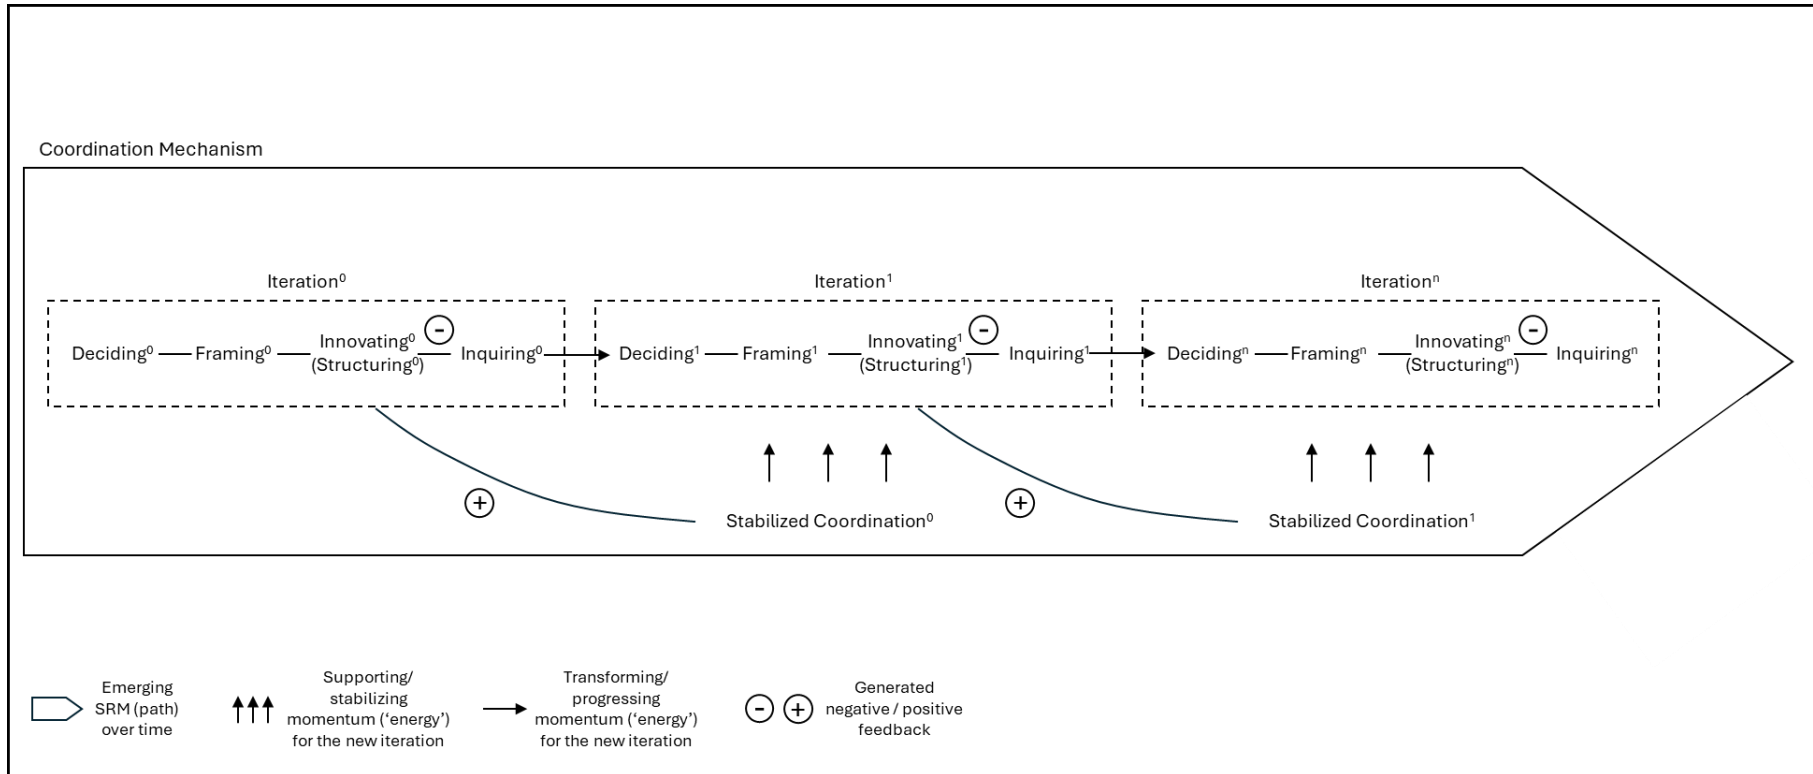 Coordination Mechanism
Iteration⁰
Iteration¹
Iterationⁿ
Deciding⁰
Framing⁰
Innovating⁰
(Structuring⁰)
-
Inquiring⁰
Deciding¹
Framing¹
Innovating¹
(Structuring¹)
-
Inquiring¹
Decidingⁿ
Framingⁿ
Innovatingⁿ
(Structuringⁿ)
-
Inquiringⁿ
+
Stabilized Coordination⁰
+
Stabilized Coordination¹
Emerging
SRM (path)
over time
Supporting/
stabilizing
momentum (‘energy’)
for the new iteration
Transforming/
progressing
momentum (‘energy’)
for the new iteration
- +
Generated
negative / positive
feedback